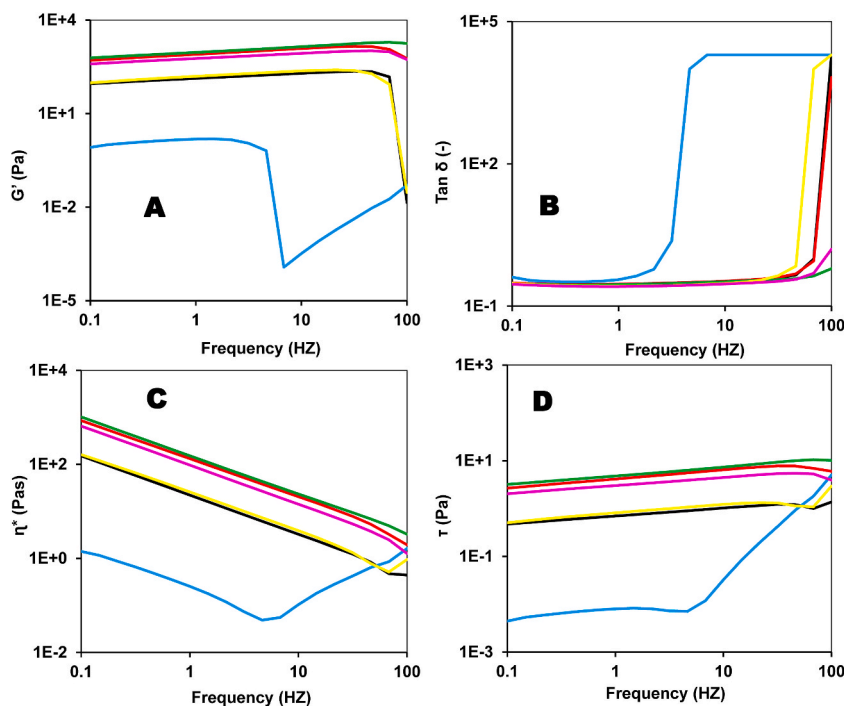 1E+4
1E+1
1E-2
1E-5
G' (Pa)
A
0.1 1 10 100
Frequency (HZ)
1E+5
1E+2
1E-1
Tan δ (-)
B
0.1 1 10 100
Frequency (HZ)
1E+4
1E+2
1E+0
1E-2
η* (Pas)
C
0.1 1 10 100
Frequency (HZ)
1E+3
1E+1
1E-1
1E-3
τ (Pa)
D
0.1 1 10 100
Frequency (HZ)